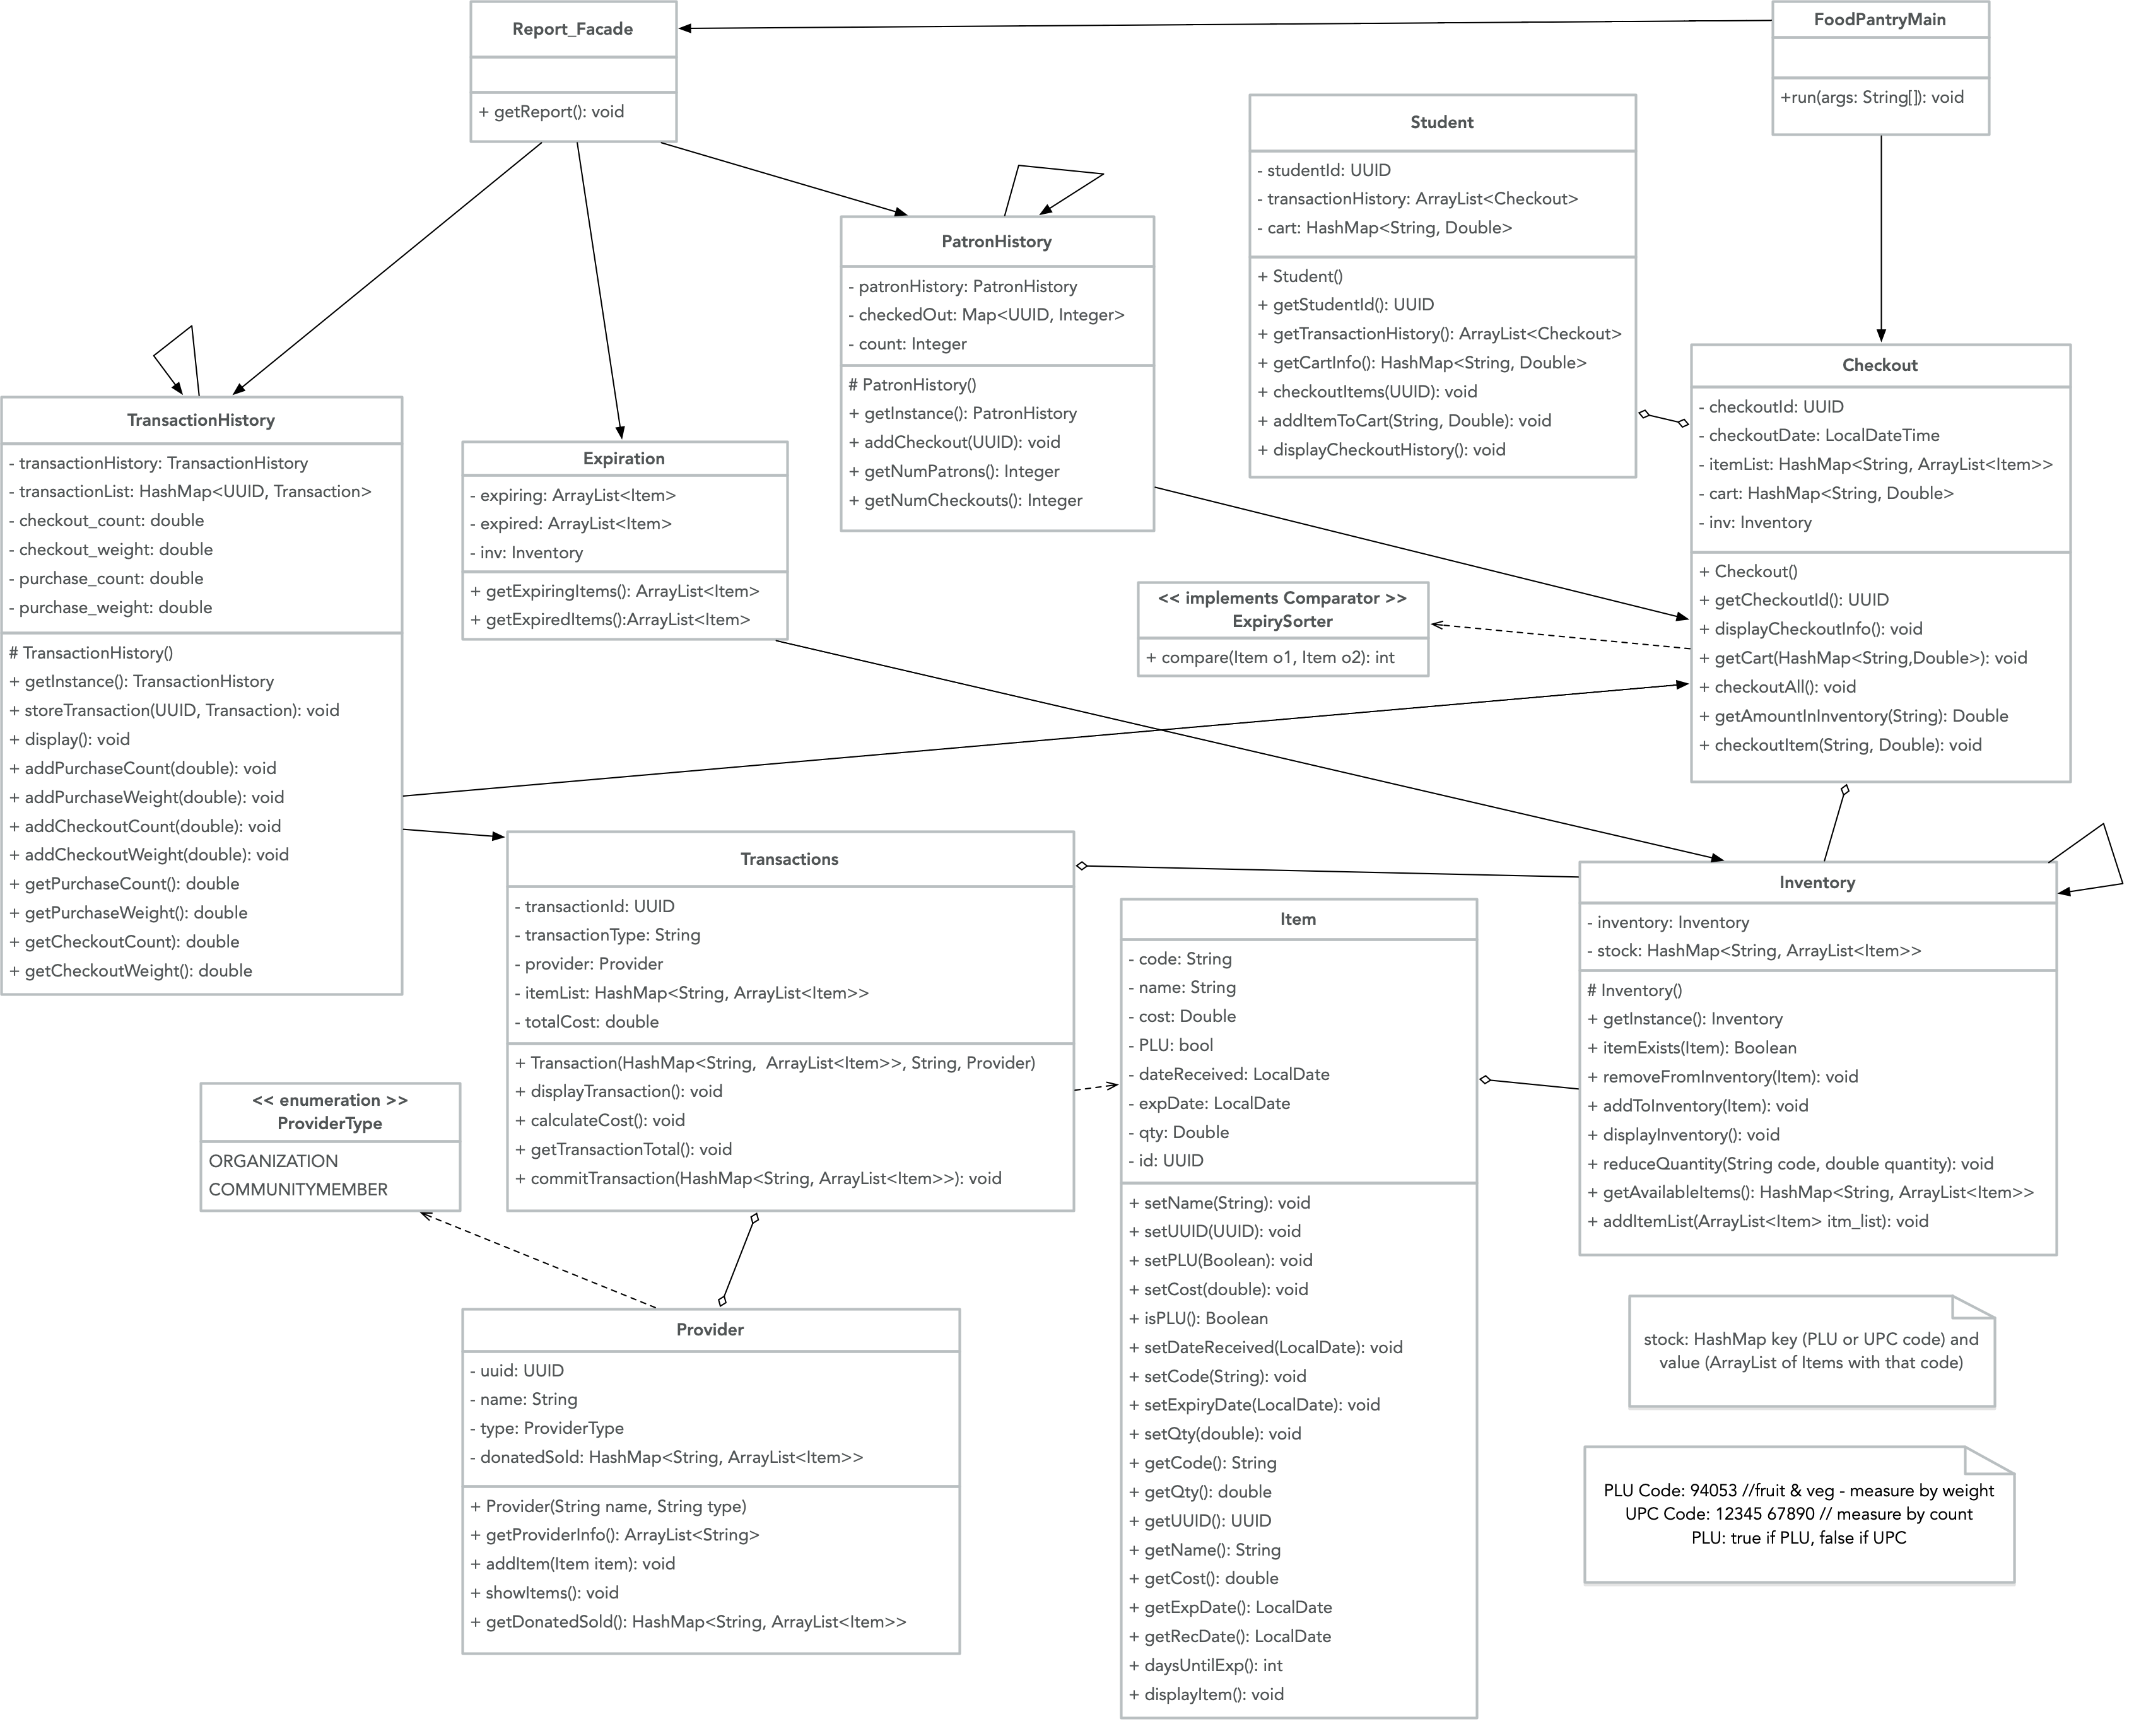 Report_Facade
+ getReport(): void
FoodPantryMain
+run(args: String[]): void
Student
- studentId: UUID
- transactionHistory: ArrayList<Checkout>
- cart: HashMap<String, Double>
+ Student()
+ getStudentId(): UUID
+ getTransactionHistory(): ArrayList<Checkout>
+ getCartInfo(): HashMap<String, Double>
+ checkoutItems(UUID): void
+ addItemToCart(String, Double): void
+ displayCheckoutHistory(): void
PatronHistory
- patronHistory: PatronHistory
- checkedOut: Map<UUID, Integer>
- count: Integer
# PatronHistory()
+ getInstance(): PatronHistory
+ addCheckout(UUID): void
+ getNumPatrons(): Integer
+ getNumCheckouts(): Integer
Checkout
- checkoutId: UUID
- checkoutDate: LocalDateTime
- itemList: HashMap<String, ArrayList<Item>>
- cart: HashMap<String, Double>
- inv: Inventory
+ Checkout()
+ getCheckoutId(): UUID
+ displayCheckoutInfo(): void
+ getCart(HashMap<String,Double>): void
+ checkoutAll(): void
+ getAmountInInventory(String): Double
+ checkoutItem(String, Double): void
TransactionHistory
- transactionHistory: TransactionHistory
- transactionList: HashMap<UUID, Transaction>
- checkout_count: double
- checkout_weight: double
- purchase_count: double
- purchase_weight: double
# TransactionHistory()
+ getInstance(): TransactionHistory
+ storeTransaction(UUID, Transaction): void
+ display(): void
+ addPurchaseCount(double): void
+ addPurchaseWeight(double): void
+ addCheckoutCount(double): void
+ addCheckoutWeight(double): void
+ getPurchaseCount(): double
+ getPurchaseWeight(): double
+ getCheckoutCount): double
+ getCheckoutWeight(): double
Expiration
- expiring: ArrayList<Item>
- expired: ArrayList<Item>
- inv: Inventory
+ getExpiringItems(): ArrayList<Item>
+ getExpiredItems():ArrayList<Item>
<< implements Comparator >>
ExpirySorter
+ compare(Item o1, Item o2): int
Transactions
- transactionId: UUID
- transactionType: String
- provider: Provider
- itemList: HashMap<String, ArrayList<Item>>
- totalCost: double
+ Transaction(HashMap<String,  ArrayList<Item>>, String, Provider)
+ displayTransaction(): void
+ calculateCost(): void
+ getTransactionTotal(): void
+ commitTransaction(HashMap<String, ArrayList<Item>>): void
Item
- code: String
- name: String
- cost: Double
- PLU: bool
- dateReceived: LocalDate
- expDate: LocalDate
- qty: Double
- id: UUID
+ setName(String): void
+ setUUID(UUID): void
+ setPLU(Boolean): void
+ setCost(double): void
+ isPLU(): Boolean
+ setDateReceived(LocalDate): void
+ setCode(String): void
+ setExpiryDate(LocalDate): void
+ setQty(double): void
+ getCode(): String
+ getQty(): double
+ getUUID(): UUID
+ getName(): String
+ getCost(): double
+ getExpDate(): LocalDate
+ getRecDate(): LocalDate
+ daysUntilExp(): int
+ displayItem(): void
Inventory
- inventory: Inventory
- stock: HashMap<String, ArrayList<Item>>
# Inventory()
+ getInstance(): Inventory
+ itemExists(Item): Boolean
+ removeFromInventory(Item): void
+ addToInventory(Item): void
+ displayInventory(): void
+ reduceQuantity(String code, double quantity): void
+ getAvailableItems(): HashMap<String, ArrayList<Item>>
+ addItemList(ArrayList<Item> itm_list): void
<< enumeration >>
ProviderType
ORGANIZATION
COMMUNITYMEMBER
Provider
- uuid: UUID
- name: String
- type: ProviderType
- donatedSold: HashMap<String, ArrayList<Item>>
+ Provider(String name, String type)
+ getProviderInfo(): ArrayList<String>
+ addItem(Item item): void
+ showItems(): void
+ getDonatedSold(): HashMap<String, ArrayList<Item>>
stock: HashMap key (PLU or UPC code) and
value (ArrayList of Items with that code)
PLU Code: 94053 //fruit & veg - measure by weight
UPC Code: 12345 67890 // measure by count
PLU: true if PLU, false if UPC